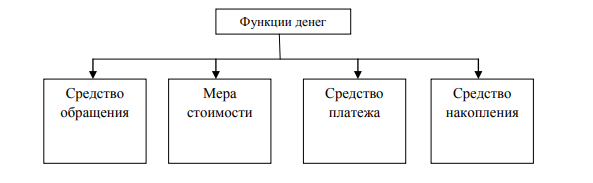 Функции денег
Средство
обращения
Мера
стоимости
Средство
платежа
Средство
накопления